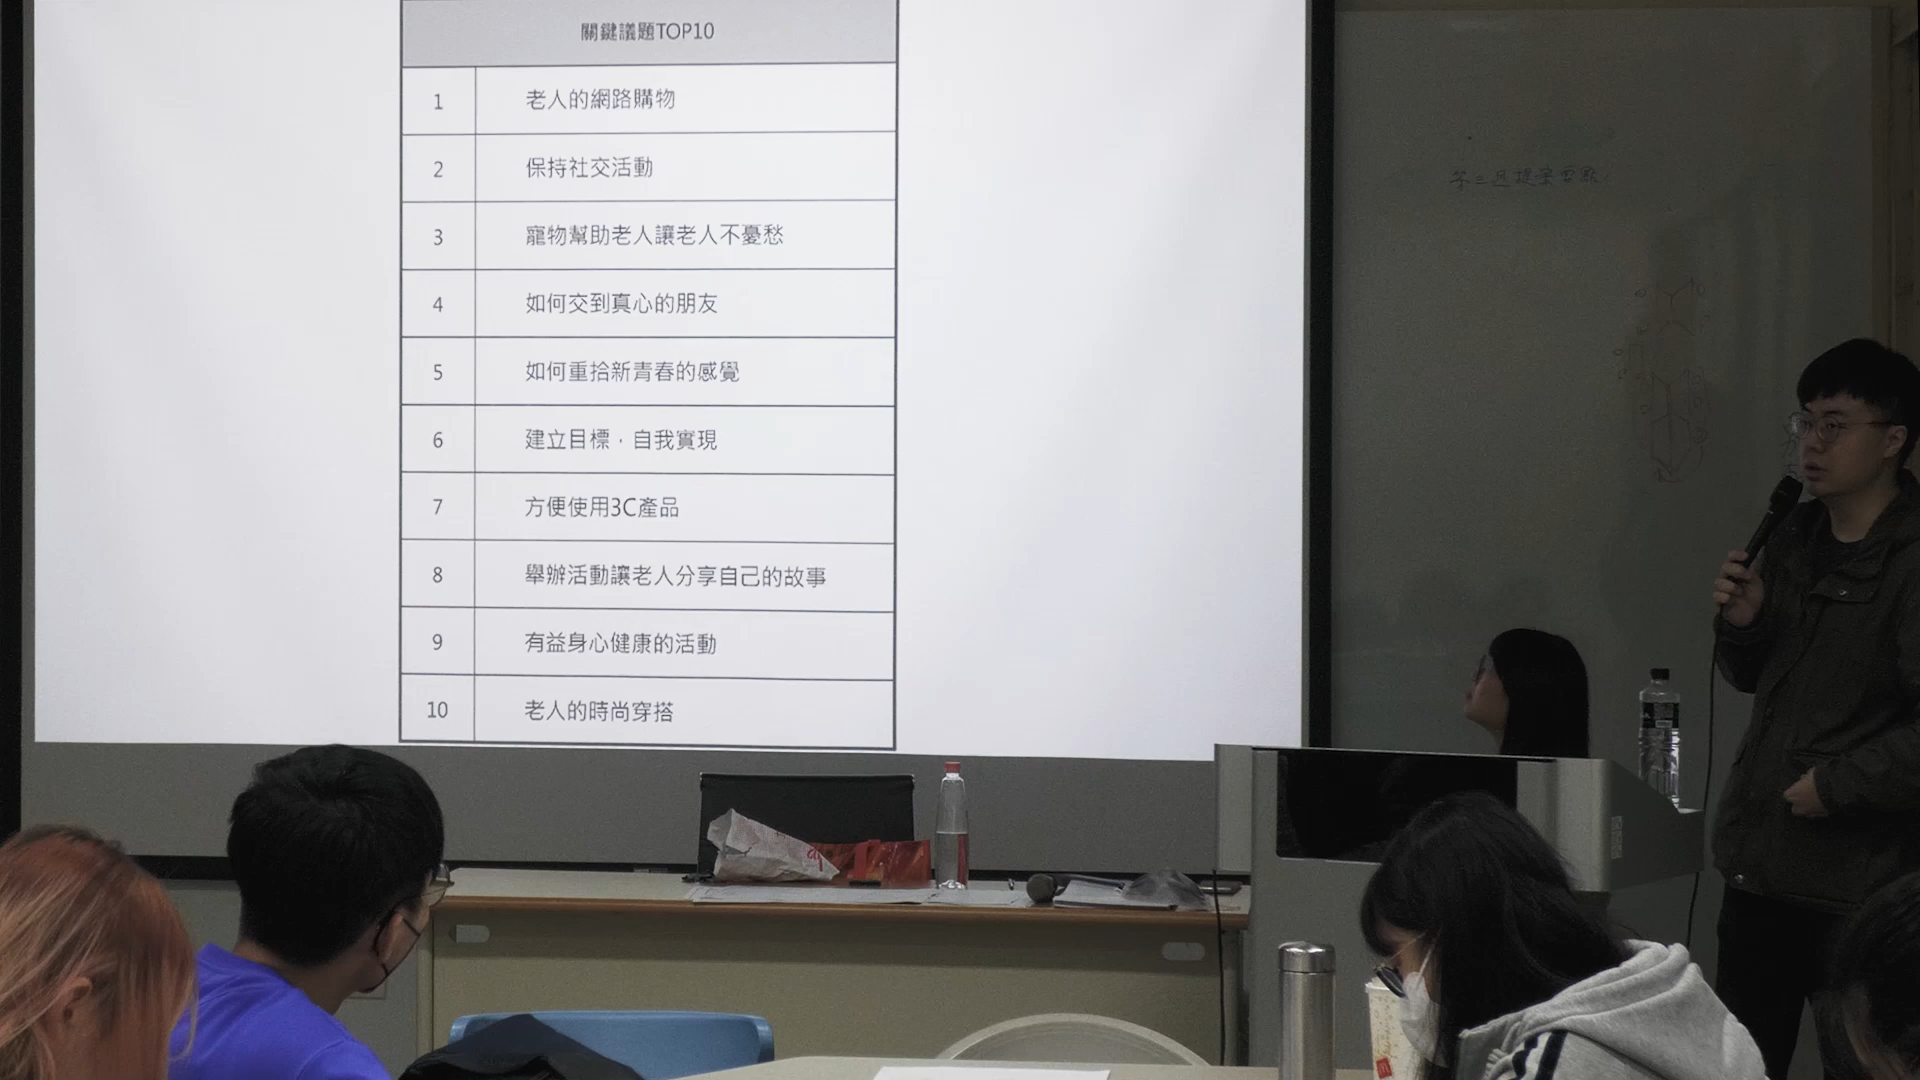 關鍵議題TOP10
1 老人的網路購物
2 保持社交活動
3 寵物幫助老人讓老人不憂愁
4 如何交到真心的朋友
5 如何重拾新青春的感覺
6 建立目標，自我實現
7 方便使用3C產品
8 舉辦活動讓老人分享自己的故事
9 有益身心健康的活動
10 老人的時尚穿搭